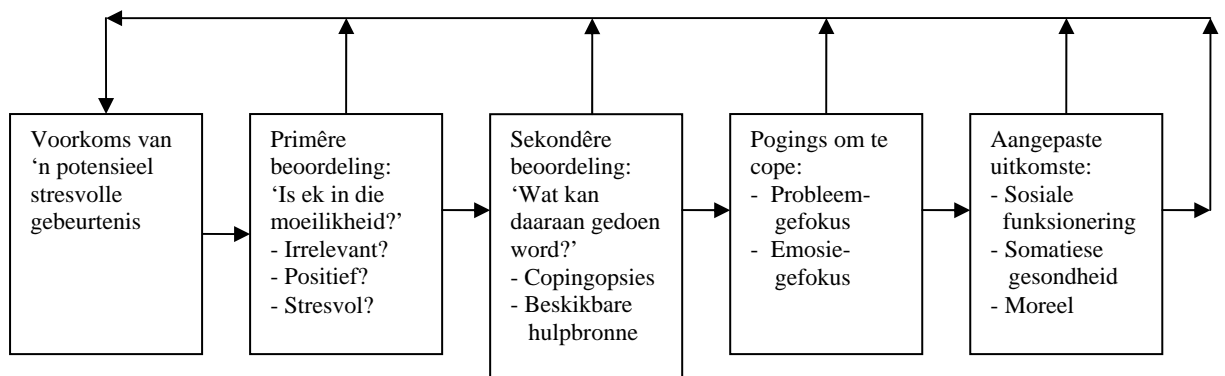 Voorkoms van
‘n potensieel
stresvolle
gebeurtenis
Primêre
beoordeling:
‘Is ek in die
moeilikheid?’
- Irrelevant?
- Positief?
- Stresvol?
Sekondêre
beoordeling:
‘Wat kan
daaraan gedoen
word?’
- Copingopsies
- Beskikbare
hulpbronne
Pogings om te
cope:
- Probleem-
gefokus
- Emosie-
gefokus
Aangepaste
uitkomste:
- Sosiale
funksionering
- Somatiese
gesondheid
- Moreel